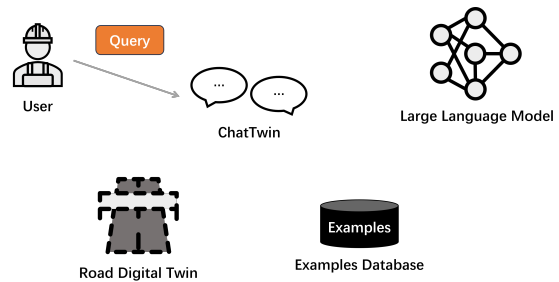 Query
User
...
...
ChatTwin
Large Language Model
Road Digital Twin
Examples
Examples Database